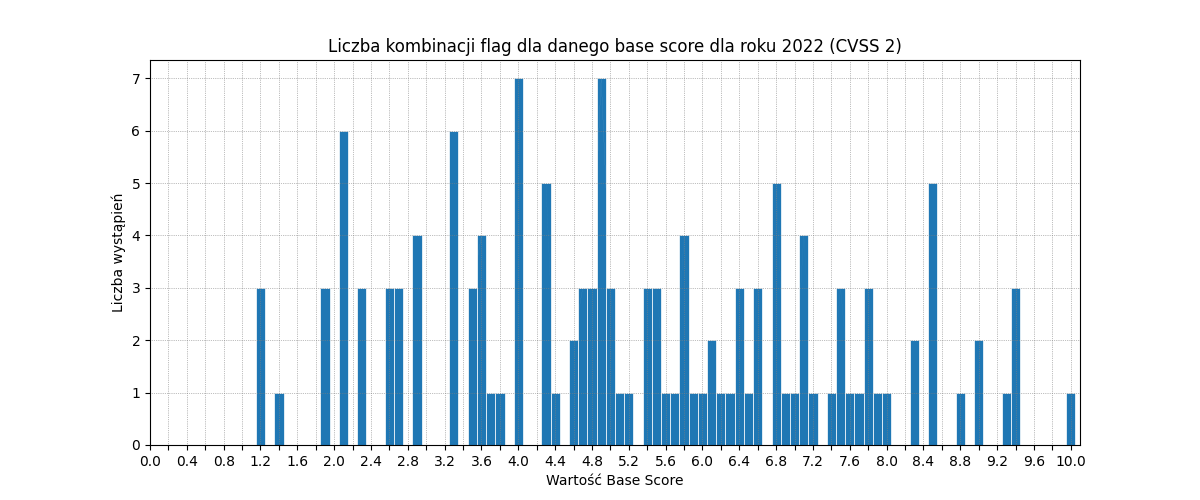 Liczba kombinacji flag dla danego base score dla roku 2022 (CVSS 2)
Liczba wystąpień
7
6
5
4
3
2
1
0
0.0 0.4 0.8 1.2 1.6 2.0 2.4 2.8 3.2 3.6 4.0 4.4 4.8 5.2 5.6 6.0 6.4 6.8 7.2 7.6 8.0 8.4 8.8 9.2 9.6 10.0
Wartość Base Score